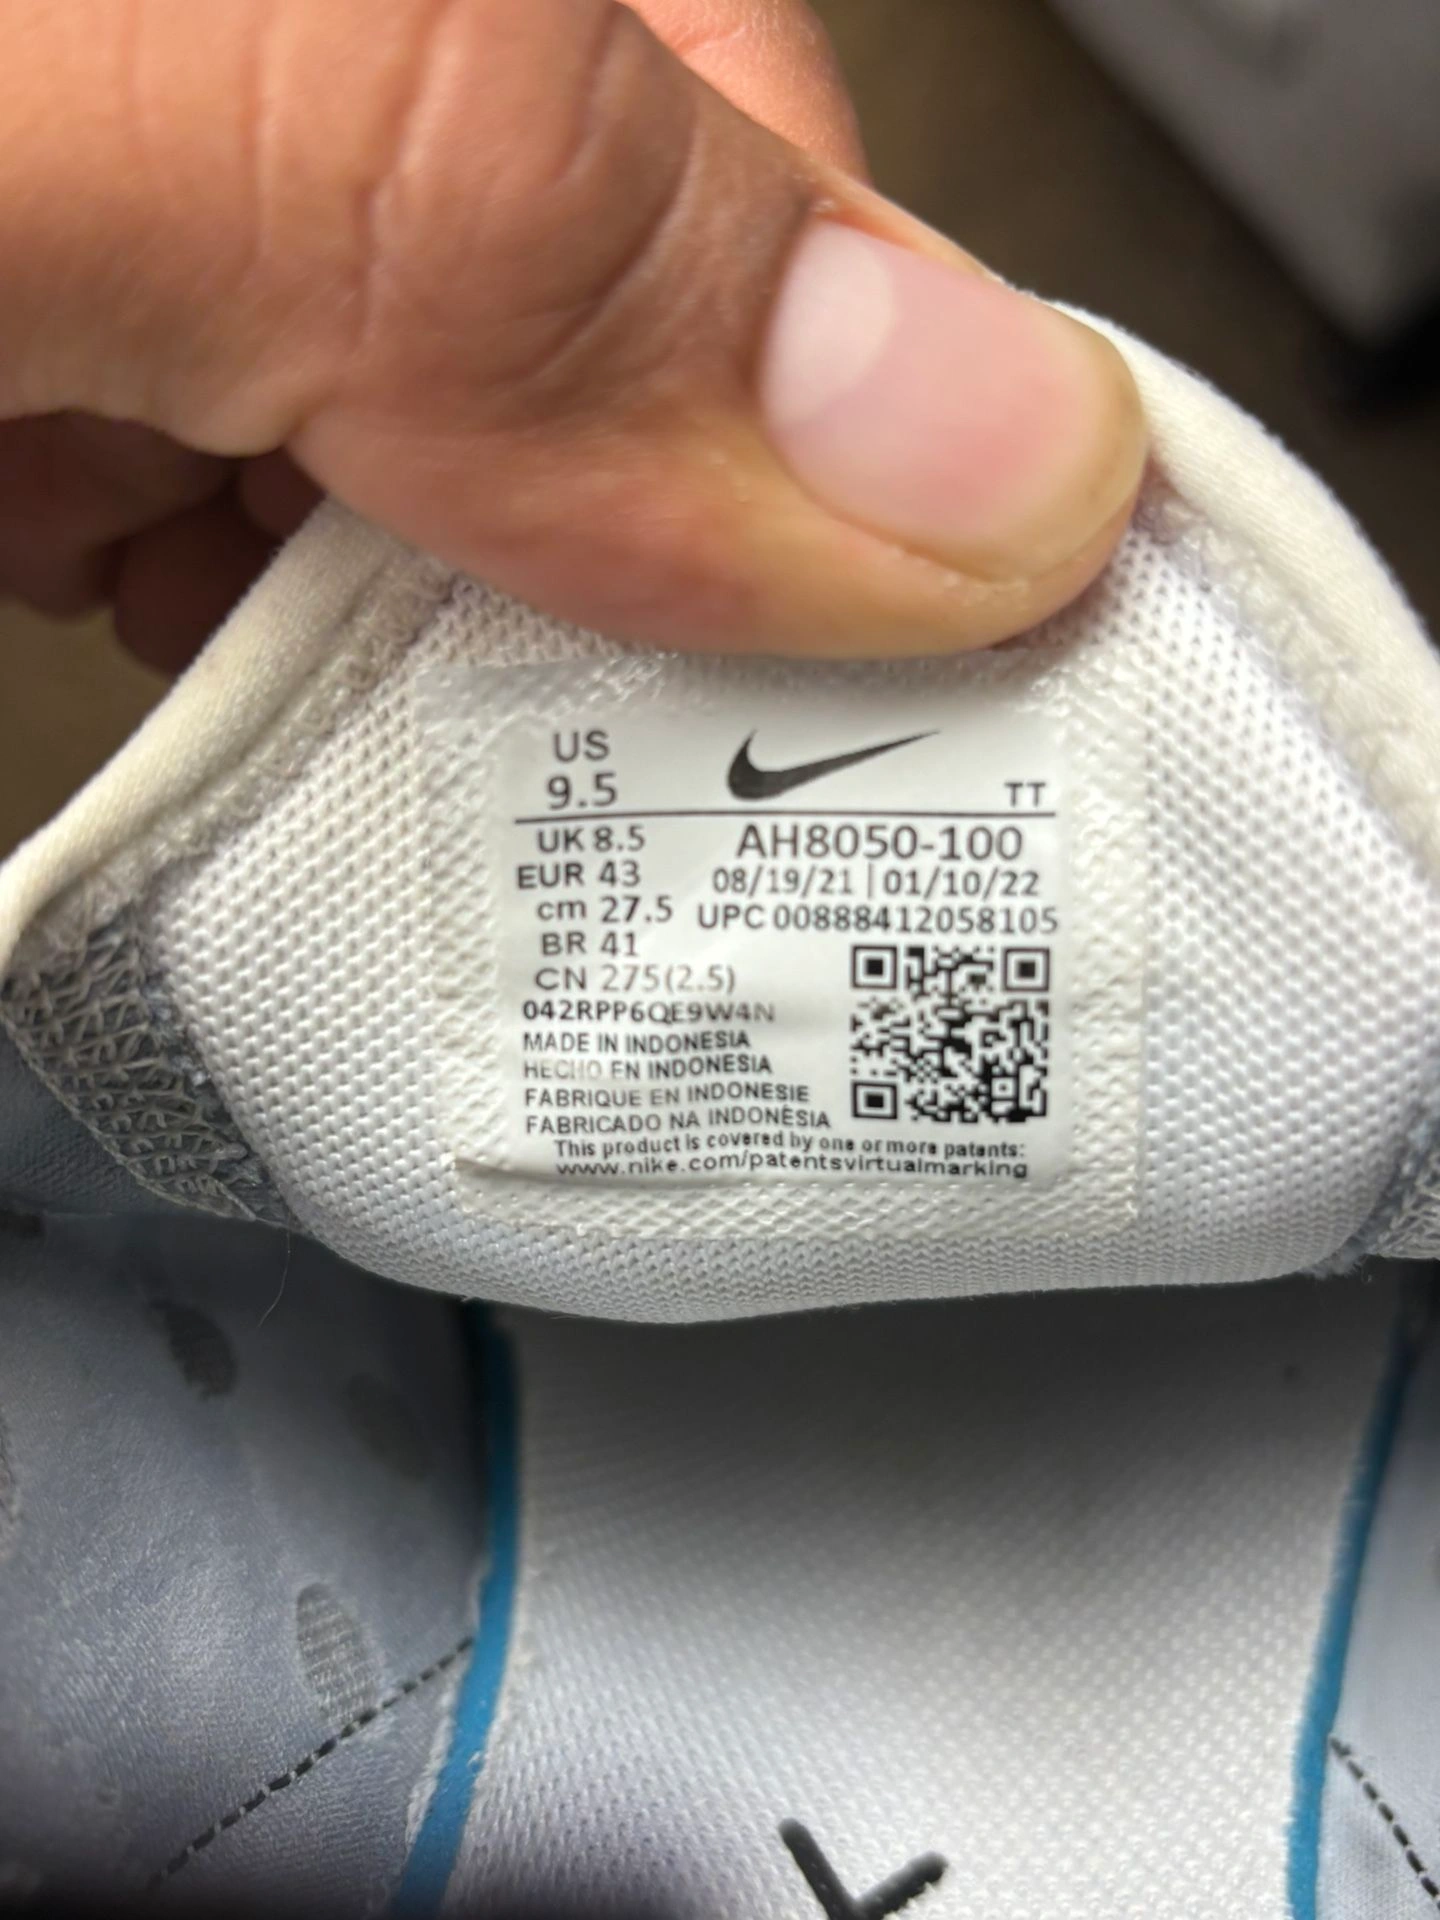 US
9.5
TT
UK 8.5
AH8050-100
EUR 43
08/19/21 | 01/10/22
cm 27.5
UPC 00888412058105
BR 41
CN 275(2.5)
042RPP6QE9W4N
MADE IN INDONESIA
HECHO EN INDONESIA
FABRIQUE EN INDONESIE
FABRICADO NA INDONÈSIA
This product is covered by one or more patents:
www.nike.com/patentsvirtualmarking